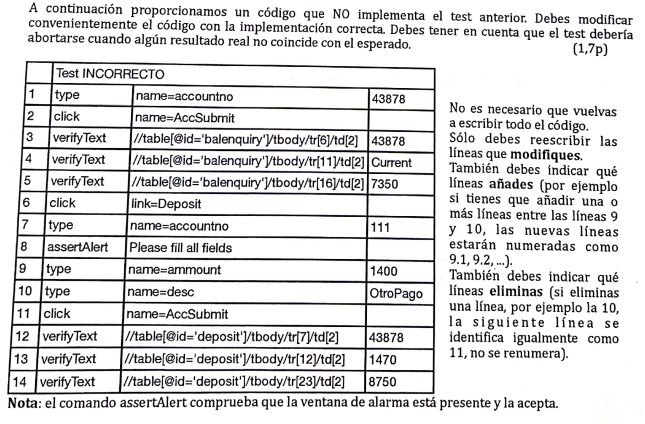 A continuación proporcionamos un código que NO implementa el test anterior. Debes modificar
convenientemente el código con la implementación correcta. Debes tener en cuenta que el test debería
abortarse cuando algún resultado real no coincide con el esperado. (1,7p)
Test INCORRECTO
1 type name=accountno 43878
2 click name=AccSubmit
3 verifyText //table[@id='balenquiry']/tbody/tr[6]/td[2] 43878
4 verifyText //table[@id='balenquiry']/tbody/tr[11]/td[2] Current
5 verifyText //table[@id='balenquiry']/tbody/tr[16]/td[2] 7350
6 click link=Deposit
7 type name=accountno 111
8 assertAlert Please fill all fields
9 type name=ammount 1400
10 type name=desc OtroPago
11 click name=AccSubmit
12 verifyText //table[@id='deposit']/tbody/tr[7]/td[2] 43878
13 verifyText //table[@id='deposit']/tbody/tr[12]/td[2] 1470
14 verifyText //table[@id='deposit']/tbody/tr[23]/td[2] 8750
No es necesario que vuelvas
a escribir todo el código.
Sólo debes reescribir las
líneas que modifiques.
También debes indicar qué
líneas añades (por ejemplo
si tienes que añadir una o
más líneas entre las líneas 9
y 10, las nuevas líneas
estarán numeradas como
9.1, 9.2, ...).
También debes indicar qué
líneas eliminas (si eliminas
una línea, por ejemplo la 10,
la siguiente línea se
identifica igualmente como
11, no se renumera).
Nota: el comando assertAlert comprueba que la ventana de alarma está presente y la acepta.